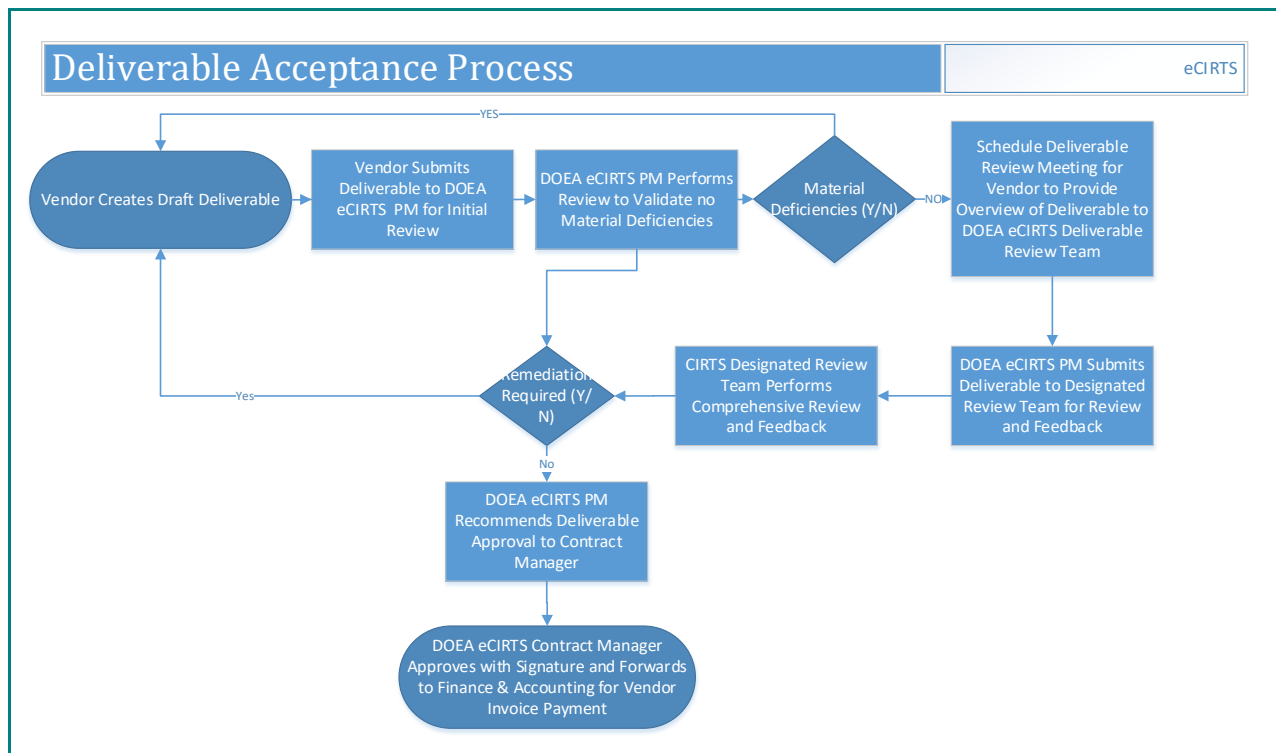 Deliverable Acceptance Process
eCIRTS
YES
Vendor Creates Draft Deliverable
Vendor Submits
Deliverable to DOEA
eCIRTS PM for Initial
Review
DOEA eCIRTS PM Performs
Review to Validate no
Material Deficiencies
Material
Deficiencies (Y/N)
NO
Schedule Deliverable
Review Meeting for
Vendor to Provide
Overview of Deliverable to
DOEA eCIRTS Deliverable
Review Team
DOEA eCIRTS PM Submits
Deliverable to Designated
Review Team for Review
and Feedback
CIRTS Designated Review
Team Performs
Comprehensive Review
and Feedback
Remediation
Required (Y/
N)
Yes
No
DOEA eCIRTS PM
Recommends Deliverable
Approval to Contract
Manager
DOEA eCIRTS Contract Manager
Approves with Signature and Forwards
to Finance & Accounting for Vendor
Invoice Payment